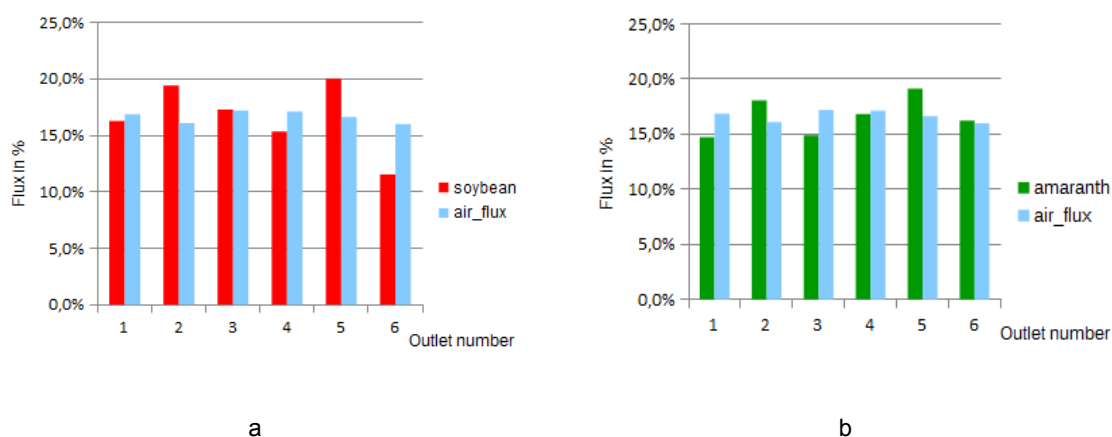 25,0%
20,0%
15,0%
10,0%
5,0%
0,0%
Flux in %
1 2 3 4 5 6
Outlet number
soybean
air_flux
a
25,0%
20,0%
15,0%
10,0%
5,0%
0,0%
Flux in %
1 2 3 4 5 6
Outlet number
amaranth
air_flux
b